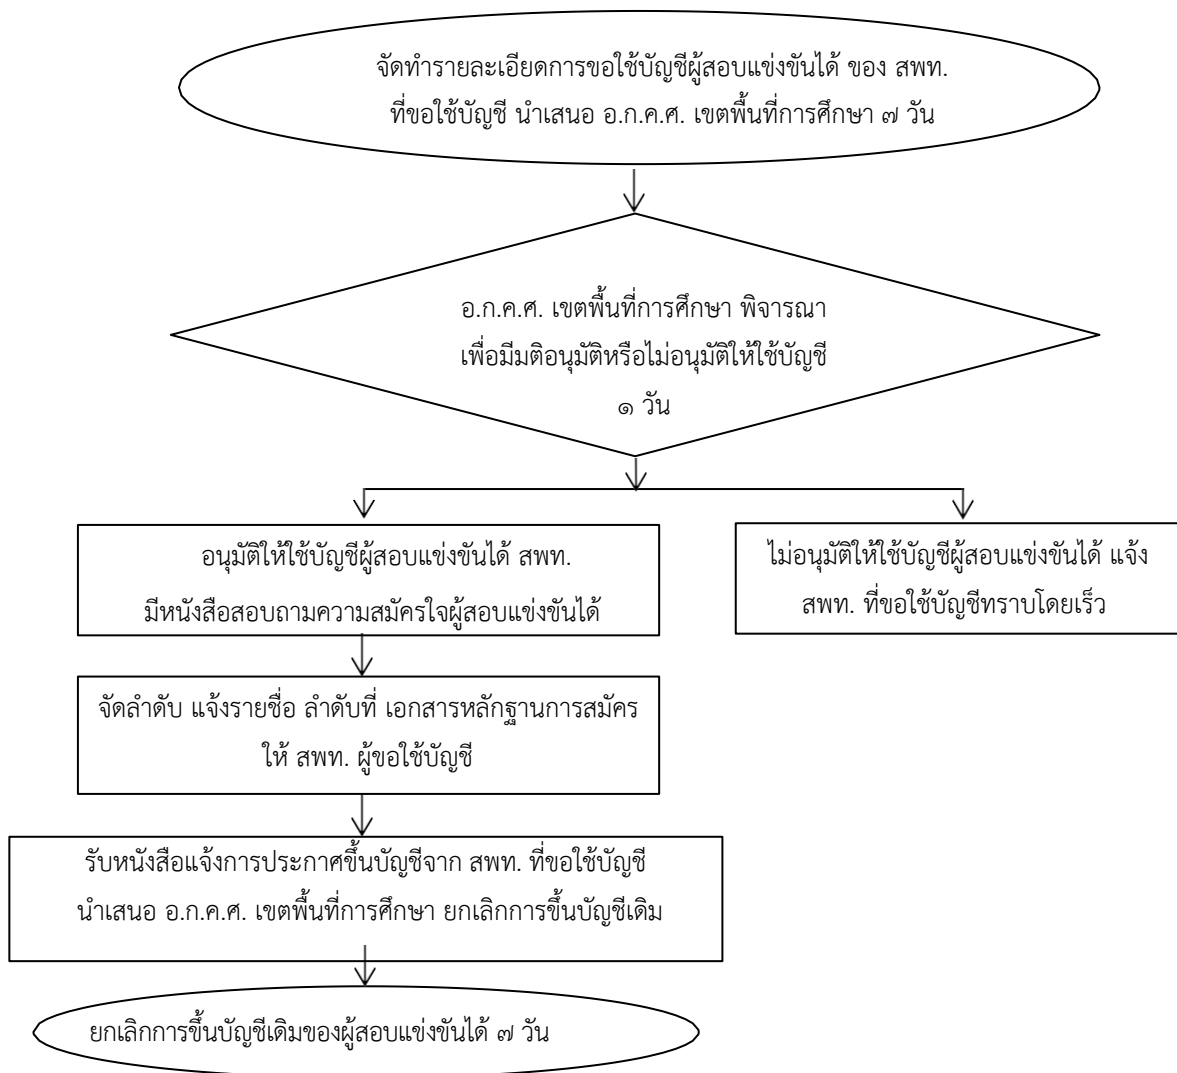 จัดทำรายละเอียดการขอใช้บัญชีผู้สอบแข่งขันได้ ของ สพท.
ที่ขอใช้บัญชี นำเสนอ อ.ก.ค.ศ. เขตพื้นที่การศึกษา ๗ วัน
อ.ก.ค.ศ. เขตพื้นที่การศึกษา พิจารณา
เพื่อมีมติอนุมัติหรือไม่อนุมัติให้ใช้บัญชี
๑ วัน
อนุมัติให้ใช้บัญชีผู้สอบแข่งขันได้ สพท.
มีหนังสือสอบถามความสมัครใจผู้สอบแข่งขันได้
ไม่อนุมัติให้ใช้บัญชีผู้สอบแข่งขันได้ แจ้ง
สพท. ที่ขอใช้บัญชีทราบโดยเร็ว
จัดลำดับ แจ้งรายชื่อ ลำดับที่ เอกสารหลักฐานการสมัคร
ให้ สพท. ผู้ขอใช้บัญชี
รับหนังสือแจ้งการประกาศขึ้นบัญชีจาก สพท. ที่ขอใช้บัญชี
นำเสนอ อ.ก.ค.ศ. เขตพื้นที่การศึกษา ยกเลิกการขึ้นบัญชีเดิม
ยกเลิกการขึ้นบัญชีเดิมของผู้สอบแข่งขันได้ ๗ วัน